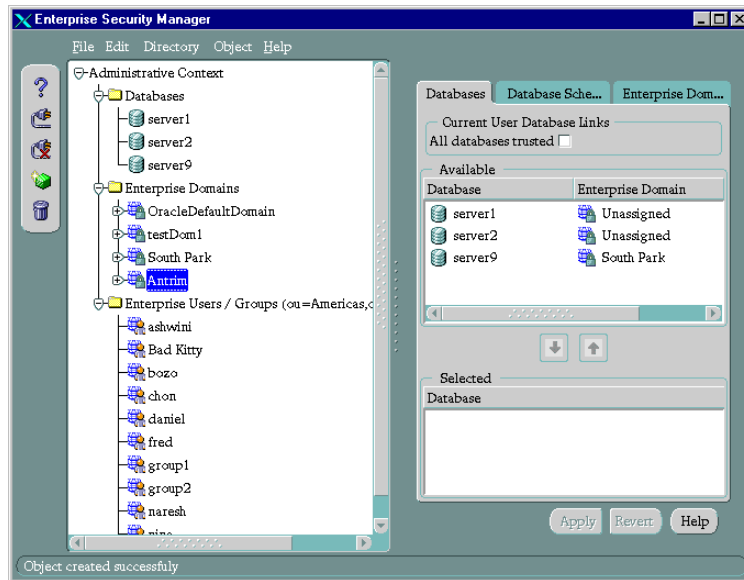 Enterprise Security Manager
File Edit Directory Object Help
Administrative Context
Databases
server1
server2
server9
Enterprise Domains
OracleDefaultDomain
testDom1
South Park
Antrim
Enterprise Users / Groups (ou=Americas,
ashwini
Bad Kitty
bozo
chon
daniel
fred
group1
group2
naresh
Databases Database Sche... Enterprise Dom...
Current User Database Links
All databases trusted
Available
Database Enterprise Domain
server1 Unassigned
server2 Unassigned
server9 South Park
Selected
Database
Apply Revert Help
Object created successfuly